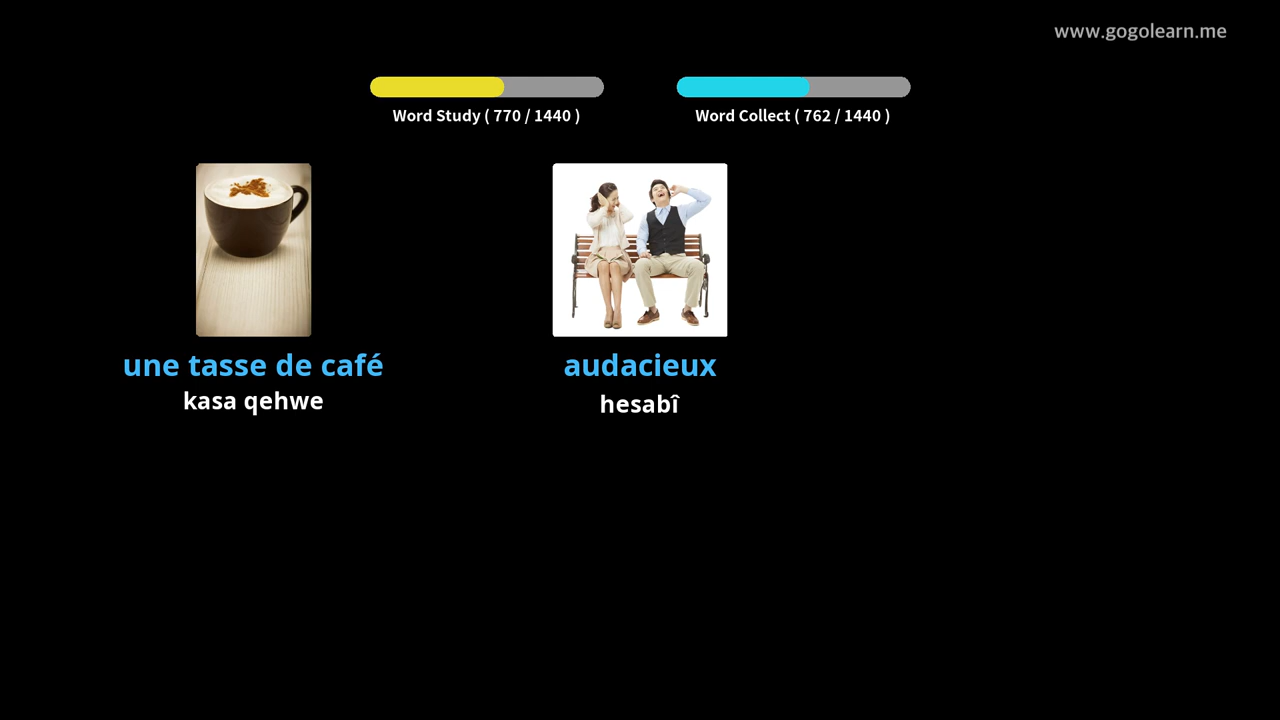 www.gogolearn.me
Word Study ( 770 / 1440 )
Word Collect ( 762 / 1440 )
une tasse de café
kasa qehwe
audacieux
hesabî